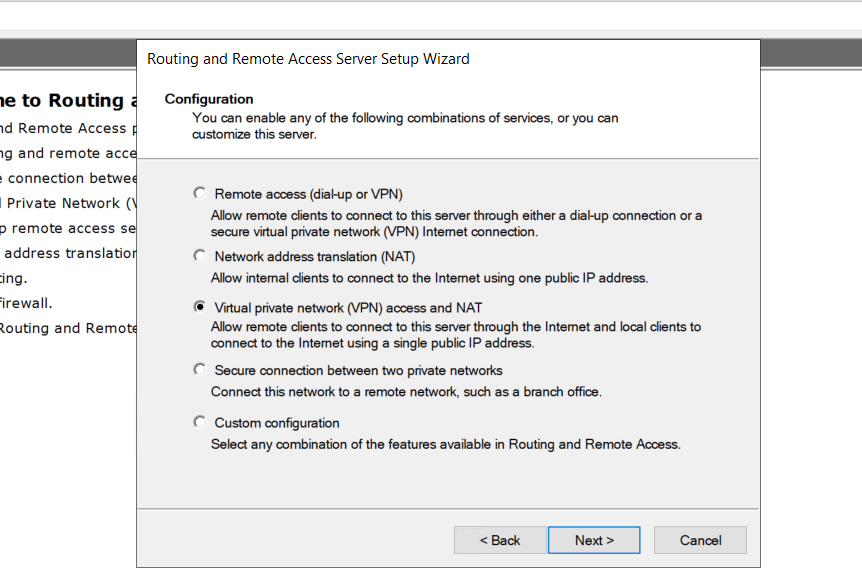 Routing and Remote Access Server Setup Wizard
Configuration
You can enable any of the following combinations of services, or you can
customize this server.
ne to Routing a
nd Remote Access p
ng and remote acce
e connection betwee
l Private Network (V
p remote access se
address translation
ting.
firewall.
Routing and Remote
Remote access (dial-up or VPN)
Allow remote clients to connect to this server through either a dial-up connection or a
secure virtual private network (VPN) Internet connection.
Network address translation (NAT)
Allow internal clients to connect to the Internet using one public IP address.
Virtual private network (VPN) access and NAT
Allow remote clients to connect to this server through the Internet and local clients to
connect to the Internet using a single public IP address.
Secure connection between two private networks
Connect this network to a remote network, such as a branch office.
Custom configuration
Select any combination of the features available in Routing and Remote Access.
< Back
Next >
Cancel